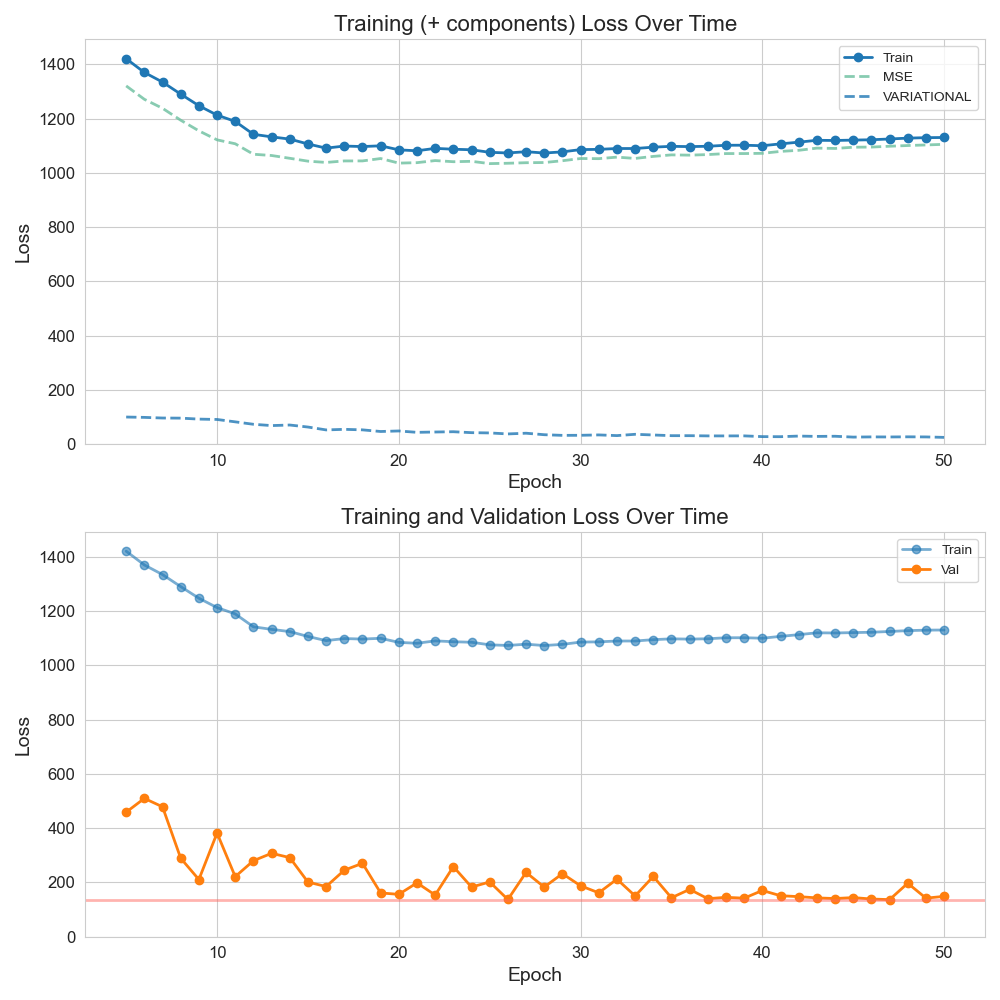 Training (+ components) Loss Over Time
Train
MSE
VARIATIONAL
1400
1200
1000
800
600
400
200
0
Loss
10 20 30 40 50
Epoch
Training and Validation Loss Over Time
Train
Val
1400
1200
1000
800
600
400
200
0
Loss
10 20 30 40 50
Epoch